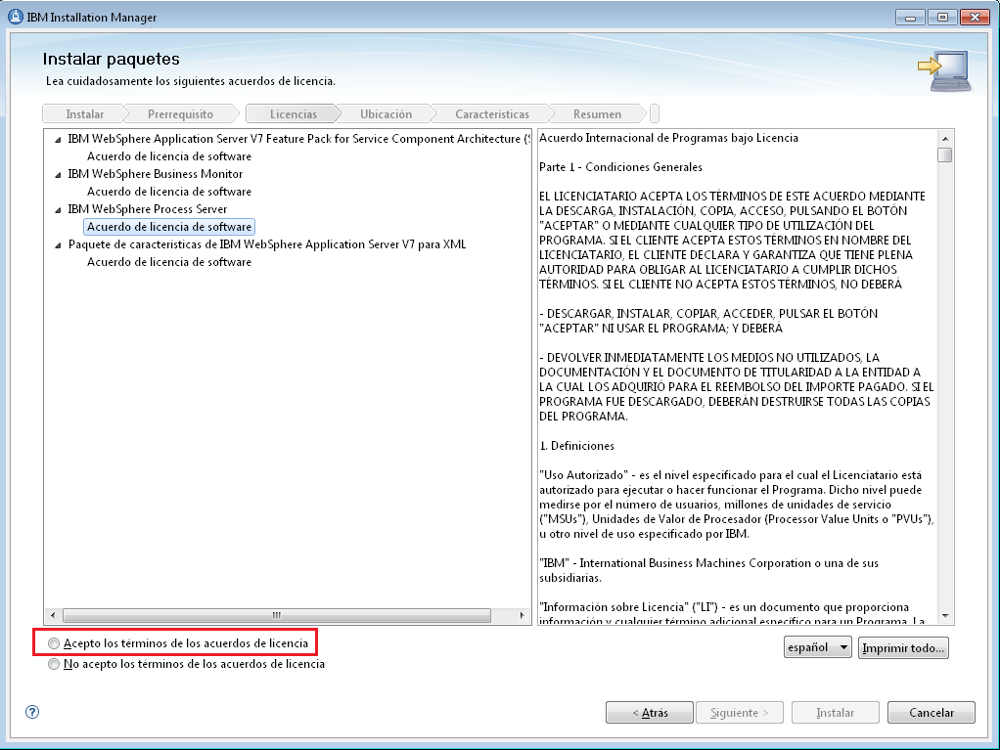 IBM Installation Manager
Instalar paquetes
Lea cuidadosamente los siguientes acuerdos de licencia.
Instalar
Prerrequisito
Licencias
Ubicación
Características
Resumen
IBM WebSphere Application Server V7 Feature Pack for Service Component Architecture (
Acuerdo de licencia de software
IBM WebSphere Business Monitor
Acuerdo de licencia de software
IBM WebSphere Process Server
Acuerdo de licencia de software
Paquete de características de IBM WebSphere Application Server V7 para XML
Acuerdo de licencia de software
Acuerdo Internacional de Programas bajo Licencia
Parte 1 - Condiciones Generales
EL LICENCIATARIO ACEPTA LOS TÉRMINOS DE ESTE ACUERDO MEDIANTE
LA DESCARGA, INSTALACIÓN, COPIA, ACCESO, PULSANDO EL BOTÓN
"ACEPTAR" O MEDIANTE CUALQUIER TIPO DE UTILIZACIÓN DEL
PROGRAMA. SI EL CLIENTE ACEPTA ESTOS TÉRMINOS EN NOMBRE DEL
LICENCIATARIO, EL CLIENTE DECLARA Y GARANTIZA QUE TIENE PLENA
AUTORIDAD PARA OBLIGAR AL LICENCIATARIO A CUMPLIR DICHOS
TÉRMINOS. SI EL CLIENTE NO ACEPTA ESTOS TÉRMINOS, NO DEBERÁ
- DESCARGAR, INSTALAR, COPIAR, ACCEDER, PULSAR EL BOTÓN
"ACEPTAR" NI USAR EL PROGRAMA; Y DEBERÁ
- DEVOLVER INMEDIATAMENTE LOS MEDIOS NO UTILIZADOS, LA
DOCUMENTACIÓN Y EL DOCUMENTO DE TITULARIDAD A LA ENTIDAD A
LA CUAL LOS ADQUIRIÓ PARA EL REEMBOLSO DEL IMPORTE PAGADO. SI EL
PROGRAMA FUE DESCARGADO, DEBERÁN DESTRUIRSE TODAS LAS COPIAS
DEL PROGRAMA.
1. Definiciones
"Uso Autorizado" - es el nivel especificado para el cual el Licenciatario está
autorizado para ejecutar o hacer funcionar el Programa. Dicho nivel puede
medirse por el número de usuarios, millones de unidades de servicio
("MSUs"), Unidades de Valor de Procesador (Processor Value Units o "PVUs"),
u otro nivel de uso especificado por IBM.
"IBM" - International Business Machines Corporation o una de sus
subsidiarias.
"Información sobre Licencia" ("LI") - es un documento que proporciona
información y cualquier término adicional específico para un Programa. La
Acepto los términos de los acuerdos de licencia
No acepto los términos de los acuerdos de licencia
español
Imprimir todo...
< Atrás
Siguiente >
Instalar
Cancelar